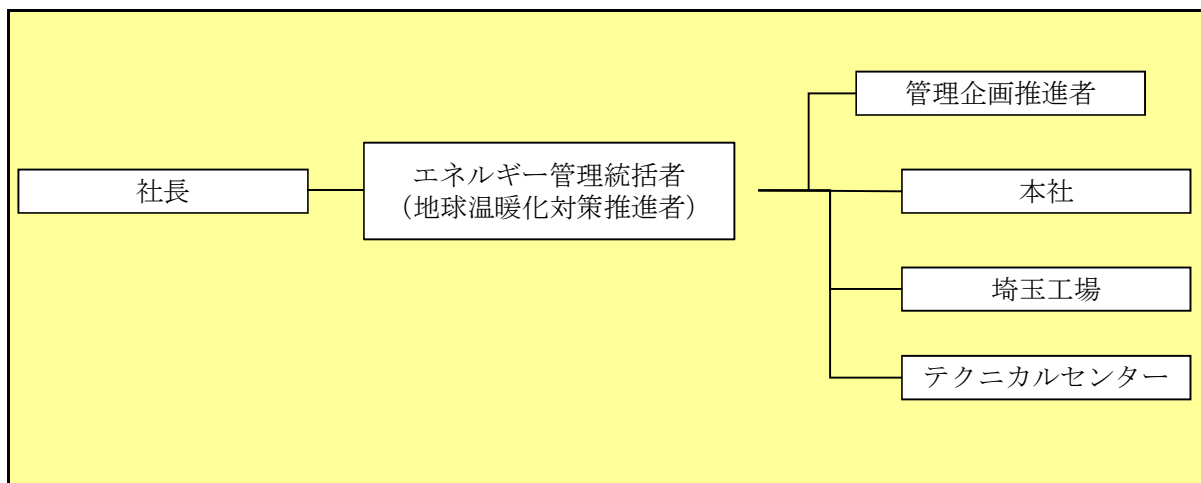 管理企画推進者
社長
エネルギー管理統括者
（地球温暖化対策推進者）
本社
埼玉工場
テクニカルセンター